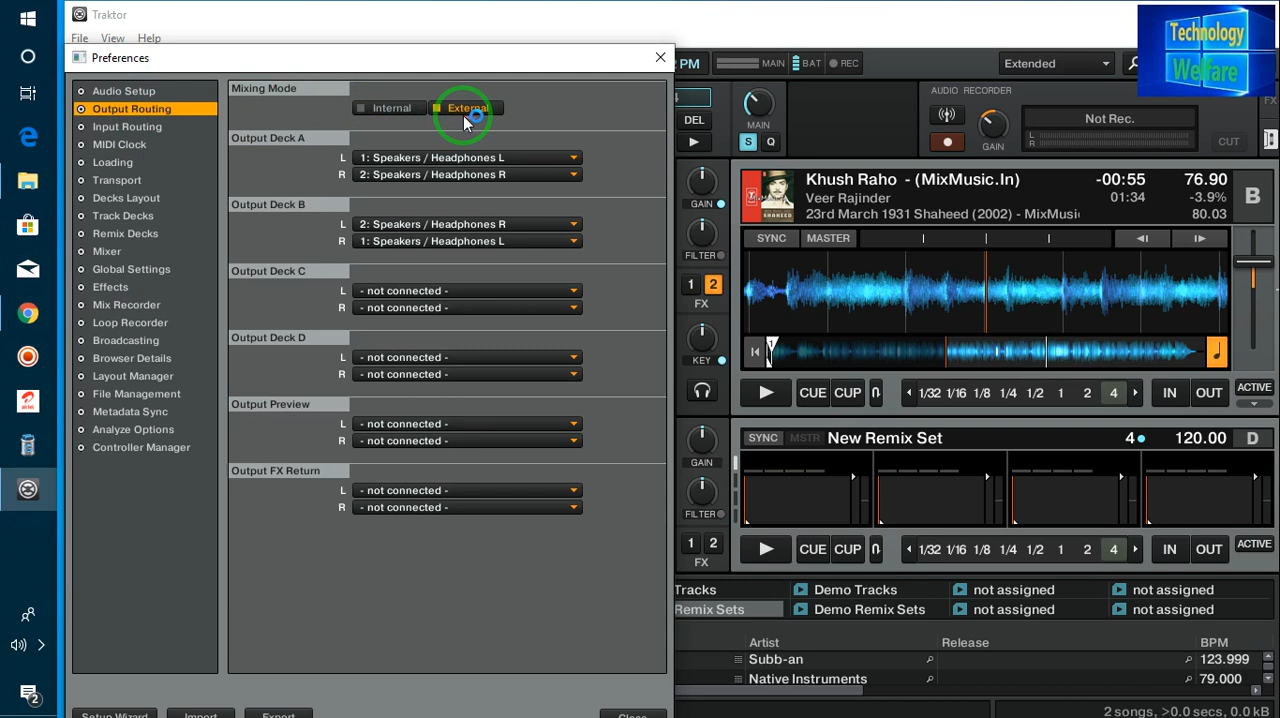 Traktor
File View Help
Preferences
Audio Setup
Output Routing
Input Routing
MIDI Clock
Loading
Transport
Decks Layout
Track Decks
Remix Decks
Mixer
Global Settings
Effects
Mix Recorder
Loop Recorder
Broadcasting
Browser Details
Layout Manager
File Management
Metadata Sync
Analyze Options
Controller Manager
Mixing Mode
Internal External
Output Deck A
L 1: Speakers / Headphones L
R 2: Speakers / Headphones R
Output Deck B
L 2: Speakers / Headphones R
R 1: Speakers / Headphones L
Output Deck C
L - not connected -
R - not connected -
Output Deck D
L - not connected -
R - not connected -
Output Preview
L - not connected -
R - not connected -
Output FX Return
L - not connected -
R - not connected -
Setup Wizard Import Export Close
Technology
Welfare
PM MAIN BAT REC Extended
4 DEL MAIN S Q
AUDIO RECORDER
GAIN Not Rec. L R CUT
FX
GAIN
FILTER
1 2
FX
KEY
Khush Raho - (MixMusic.In) -00:55 76.90 B
Veer Rajinder 01:34 -3.9%
23rd March 1931 Shaheed (2002) - MixMusic 80.03
SYNC MASTER
1
CUE CUP 1/32 1/16 1/8 1/4 1/2 1 2 4 IN OUT ACTIVE
GAIN
FILTER
1 2
FX
SYNC MSTR New Remix Set 4 120.00 D
CUE CUP 1/32 1/16 1/8 1/4 1/2 1 2 4 IN OUT ACTIVE
Tracks Demo Tracks not assigned not assigned
Remix Sets Demo Remix Sets not assigned not assigned
Artist Release BPM
Subb-an 123.999
Native Instruments 79.000
2 songs, >0.0 secs, 0.0 kB
airtel
2